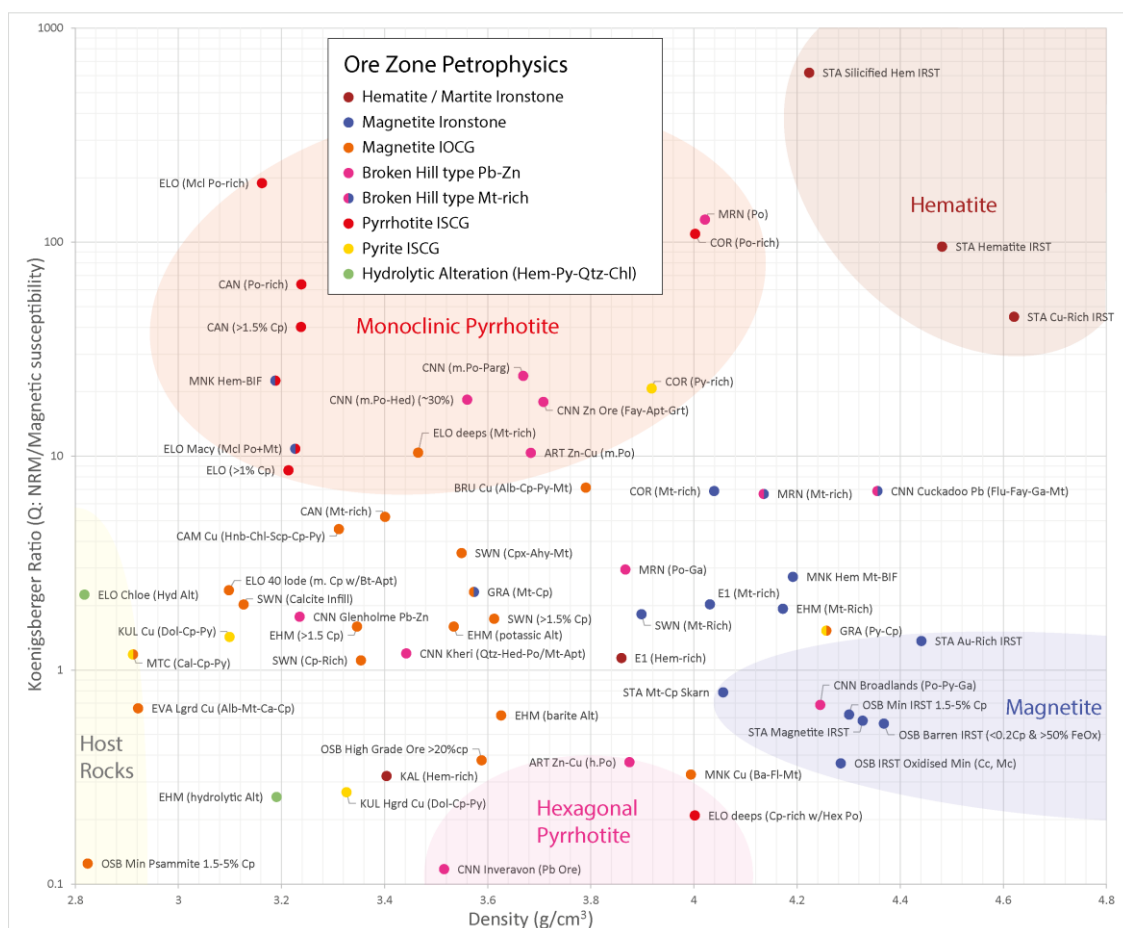 Koenigsberger Ratio (Q: NRM/Magnetic susceptibility)
1000
100
10
1
0.1
2.8
3
3.2
3.4
3.6
3.8
4
4.2
4.4
4.6
4.8
Density (g/cm³)
Ore Zone Petrophysics
Hematite / Martite Ironstone
Magnetite Ironstone
Magnetite IOCG
Broken Hill type Pb-Zn
Broken Hill type Mt-rich
Pyrrhotite ISCG
Pyrite ISCG
Hydrolytic Alteration (Hem-Py-Qtz-Chl)
STA Silicified Hem IRST
Hematite
STA Hematite IRST
STA Cu-Rich IRST
ELO (Mcl Po-rich)
MRN (Po)
COR (Po-rich)
CAN (Po-rich)
CAN (>1.5% Cp)
Monoclinic Pyrrhotite
MNK Hem-BIF
CNN (m.Po-Parg)
COR (Py-rich)
CNN (m.Po-Hed) (~30%)
CNN Zn Ore (Fay-Apt-Grt)
ELO deeps (Mt-rich)
ELO Macy (Mcl Po+Mt)
ART Zn-Cu (m.Po)
ELO (>1% Cp)
BRU Cu (Alb-Cp-Py-Mt)
COR (Mt-rich)
MRN (Mt-rich)
CNN Cuckadoo Pb (Flu-Fay-Ga-Mt)
CAN (Mt-rich)
CAM Cu (Hnb-Chl-Scp-Cp-Py)
SWN (Cpx-Ahy-Mt)
MRN (Po-Ga)
MNK Hem Mt-BIF
ELO 40 lode (m. Cp w/Bt-Apt)
GRA (Mt-Cp)
ELO Chloe (Hyd Alt)
SWN (Calcite Infill)
E1 (Mt-rich)
EHM (Mt-Rich)
CNN Glenholme Pb-Zn
SWN (>1.5% Cp)
SWN (Mt-Rich)
KUL Cu (Dol-Cp-Py)
EHM (>1.5 Cp)
EHM (potassic Alt)
GRA (Py-Cp)
STA Au-Rich IRST
MTC (Cal-Cp-Py)
SWN (Cp-Rich)
CNN Kheri (Qtz-Hed-Po/Mt-Apt)
E1 (Hem-rich)
STA Mt-Cp Skarn
CNN Broadlands (Po-Py-Ga)
EVA Lgrd Cu (Alb-Mt-Ca-Cp)
EHM (barite Alt)
OSB Min IRST 1.5-5% Cp
Magnetite
STA Magnetite IRST
OSB Barren IRST (<0.2Cp & >50% FeOx)
Host
Rocks
OSB High Grade Ore >20%cp
ART Zn-Cu (h.Po)
OSB IRST Oxidised Min (Cc, Mc)
KAL (Hem-rich)
MNK Cu (Ba-Fl-Mt)
EHM (hydrolytic Alt)
KUL Hgrd Cu (Dol-Cp-Py)
Hexagonal
Pyrrhotite
ELO deeps (Cp-rich w/Hex Po)
OSB Min Psammite 1.5-5% Cp
CNN Inveravon (Pb Ore)